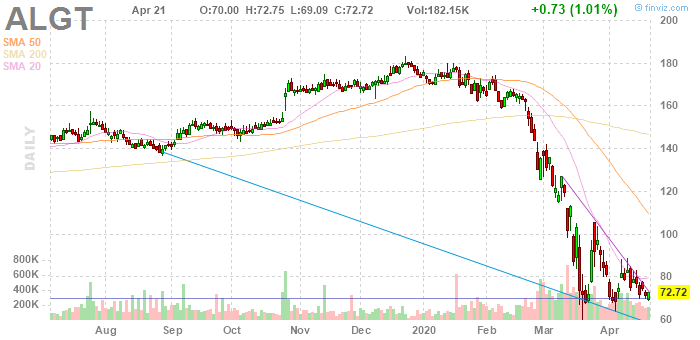 ALGT
Apr 21 O:70.00 H:72.75 L:69.09 C:72.72 Vol:182.15K +0.73 (1.01%)
© finviz.com
SMA 50
SMA 200
SMA 20
DAILY
200
180
160
140
120
100
80
72.72
60
800K
600K
400K
200K
Aug Sep Oct Nov Dec 2020 Feb Mar Apr